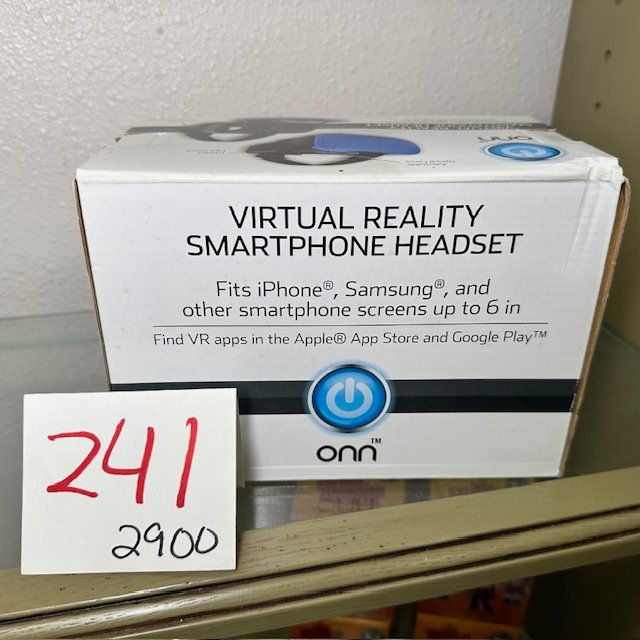 onn
VIRTUAL REALITY
SMARTPHONE HEADSET
Fits iPhone®, Samsung®, and
other smartphone screens up to 6 in
Find VR apps in the Apple® App Store and Google Play™
onn™
241
2900